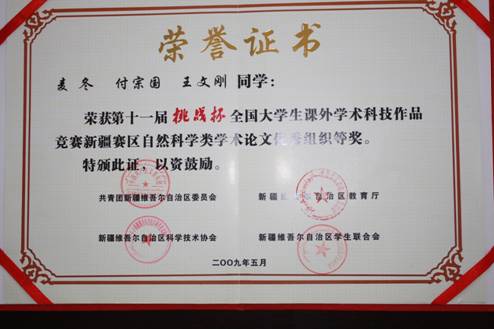 荣誉证书
麦冬 付宗国 王文刚 同学：
荣获第十一届 挑战杯 全国大学生课外学术科技作品
竞赛新疆赛区自然科学类学术论文优秀组织等奖。
特颁此证，以资鼓励。
共青团新疆维吾尔自治区委员会 新疆维吾尔自治区教育厅
新疆维吾尔自治区科学技术协会 新疆维吾尔自治区学生联合会
二〇〇九年五月